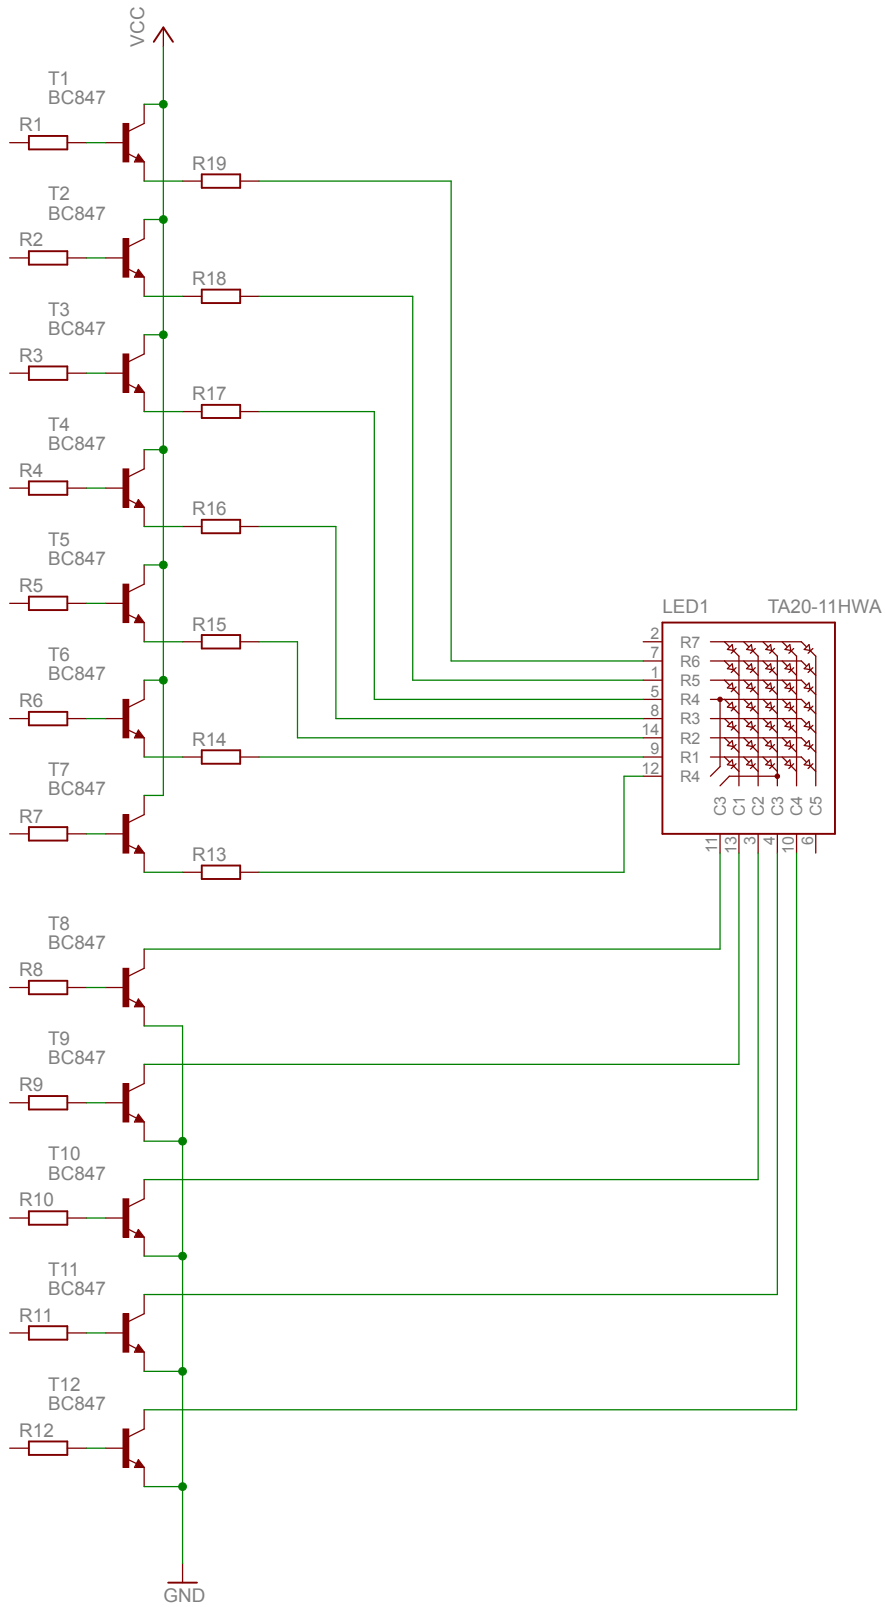 VCC
T1
BC847
R1
R19
T2
BC847
R2
R18
T3
BC847
R3
R17
T4
BC847
R4
R16
T5
BC847
R5
R15
T6
BC847
R6
R14
T7
BC847
R7
R13
LED1 TA20-11HWA
2 R7
7 R6
1 R5
5 R4
8 R3
14 R2
9 R1
12 R4
C3 C1 C2 C3 C4 C5
11 13 3 4 10 6
T8
BC847
R8
T9
BC847
R9
T10
BC847
R10
T11
BC847
R11
T12
BC847
R12
GND